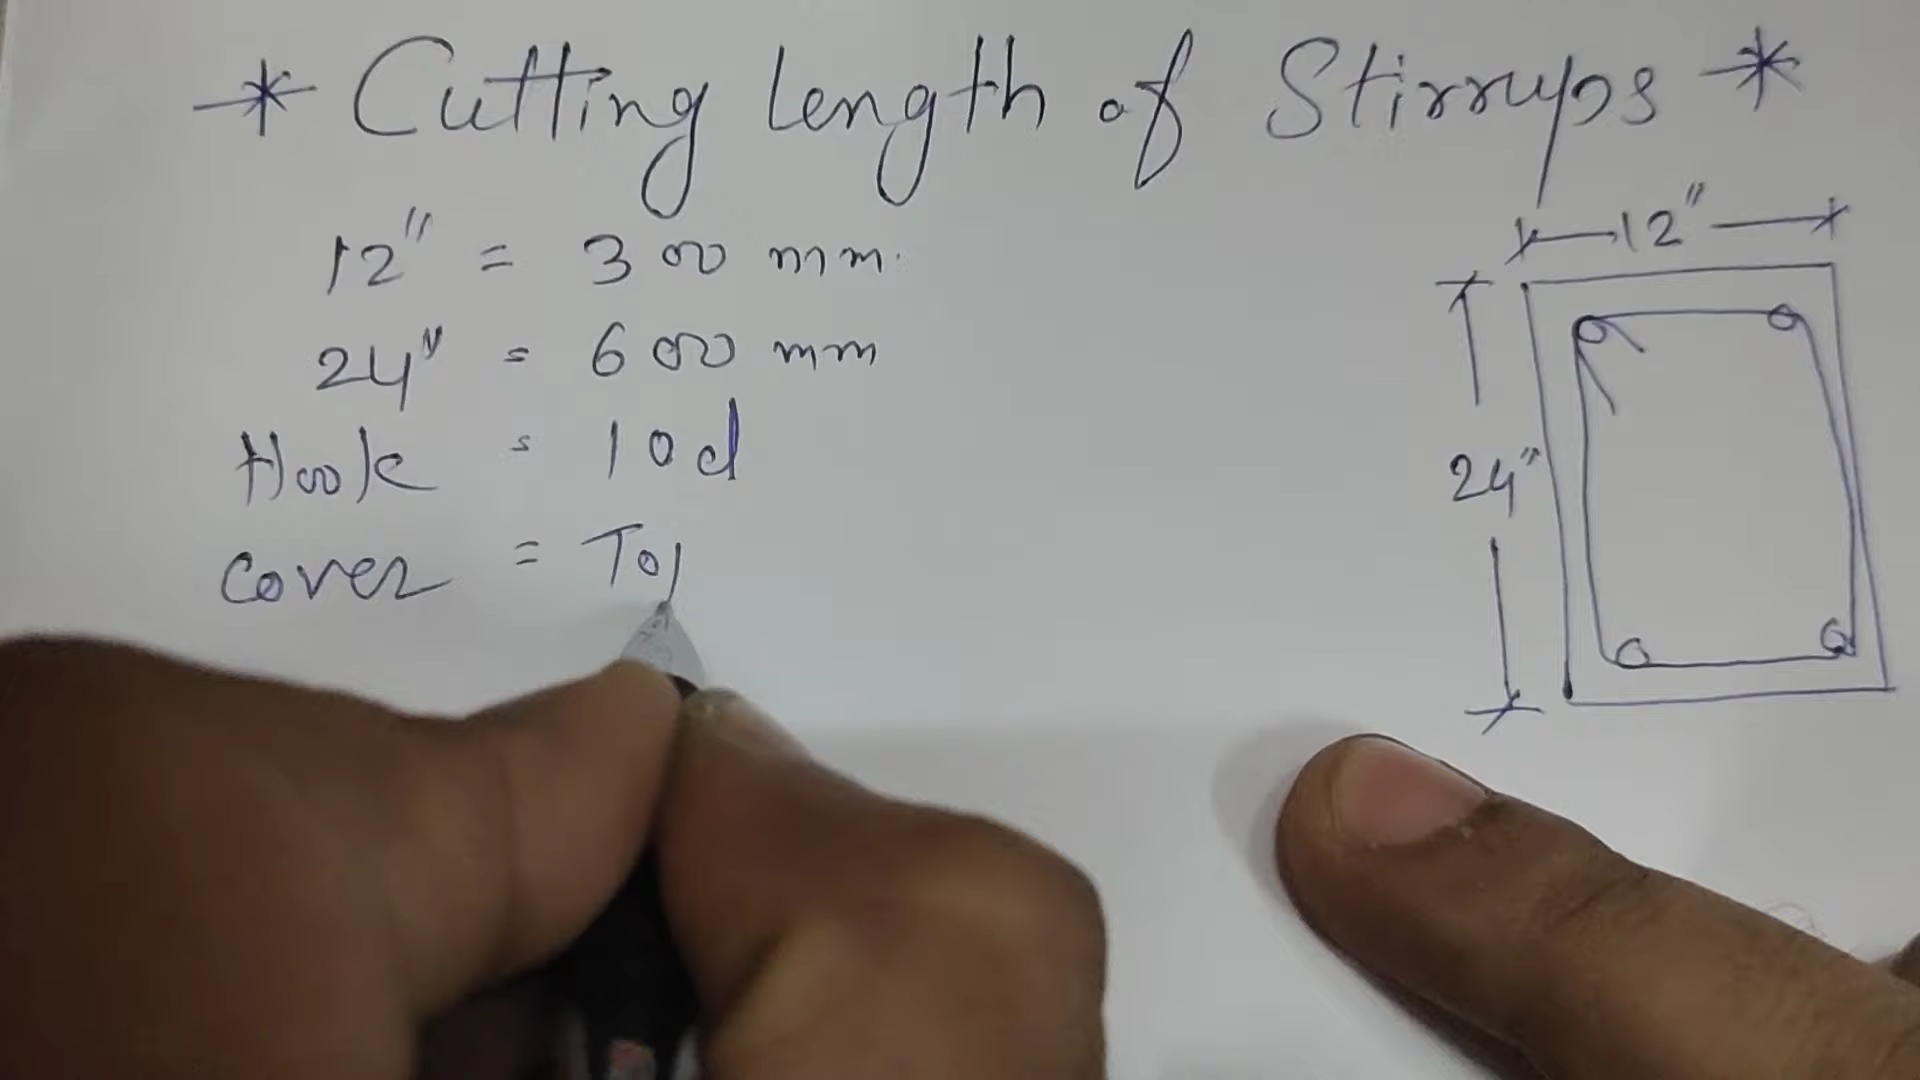 * Cutting length of Stirrups *
12" = 300 mm.
24" = 600 mm
Hook = 10d
Cover = To
12"
24"